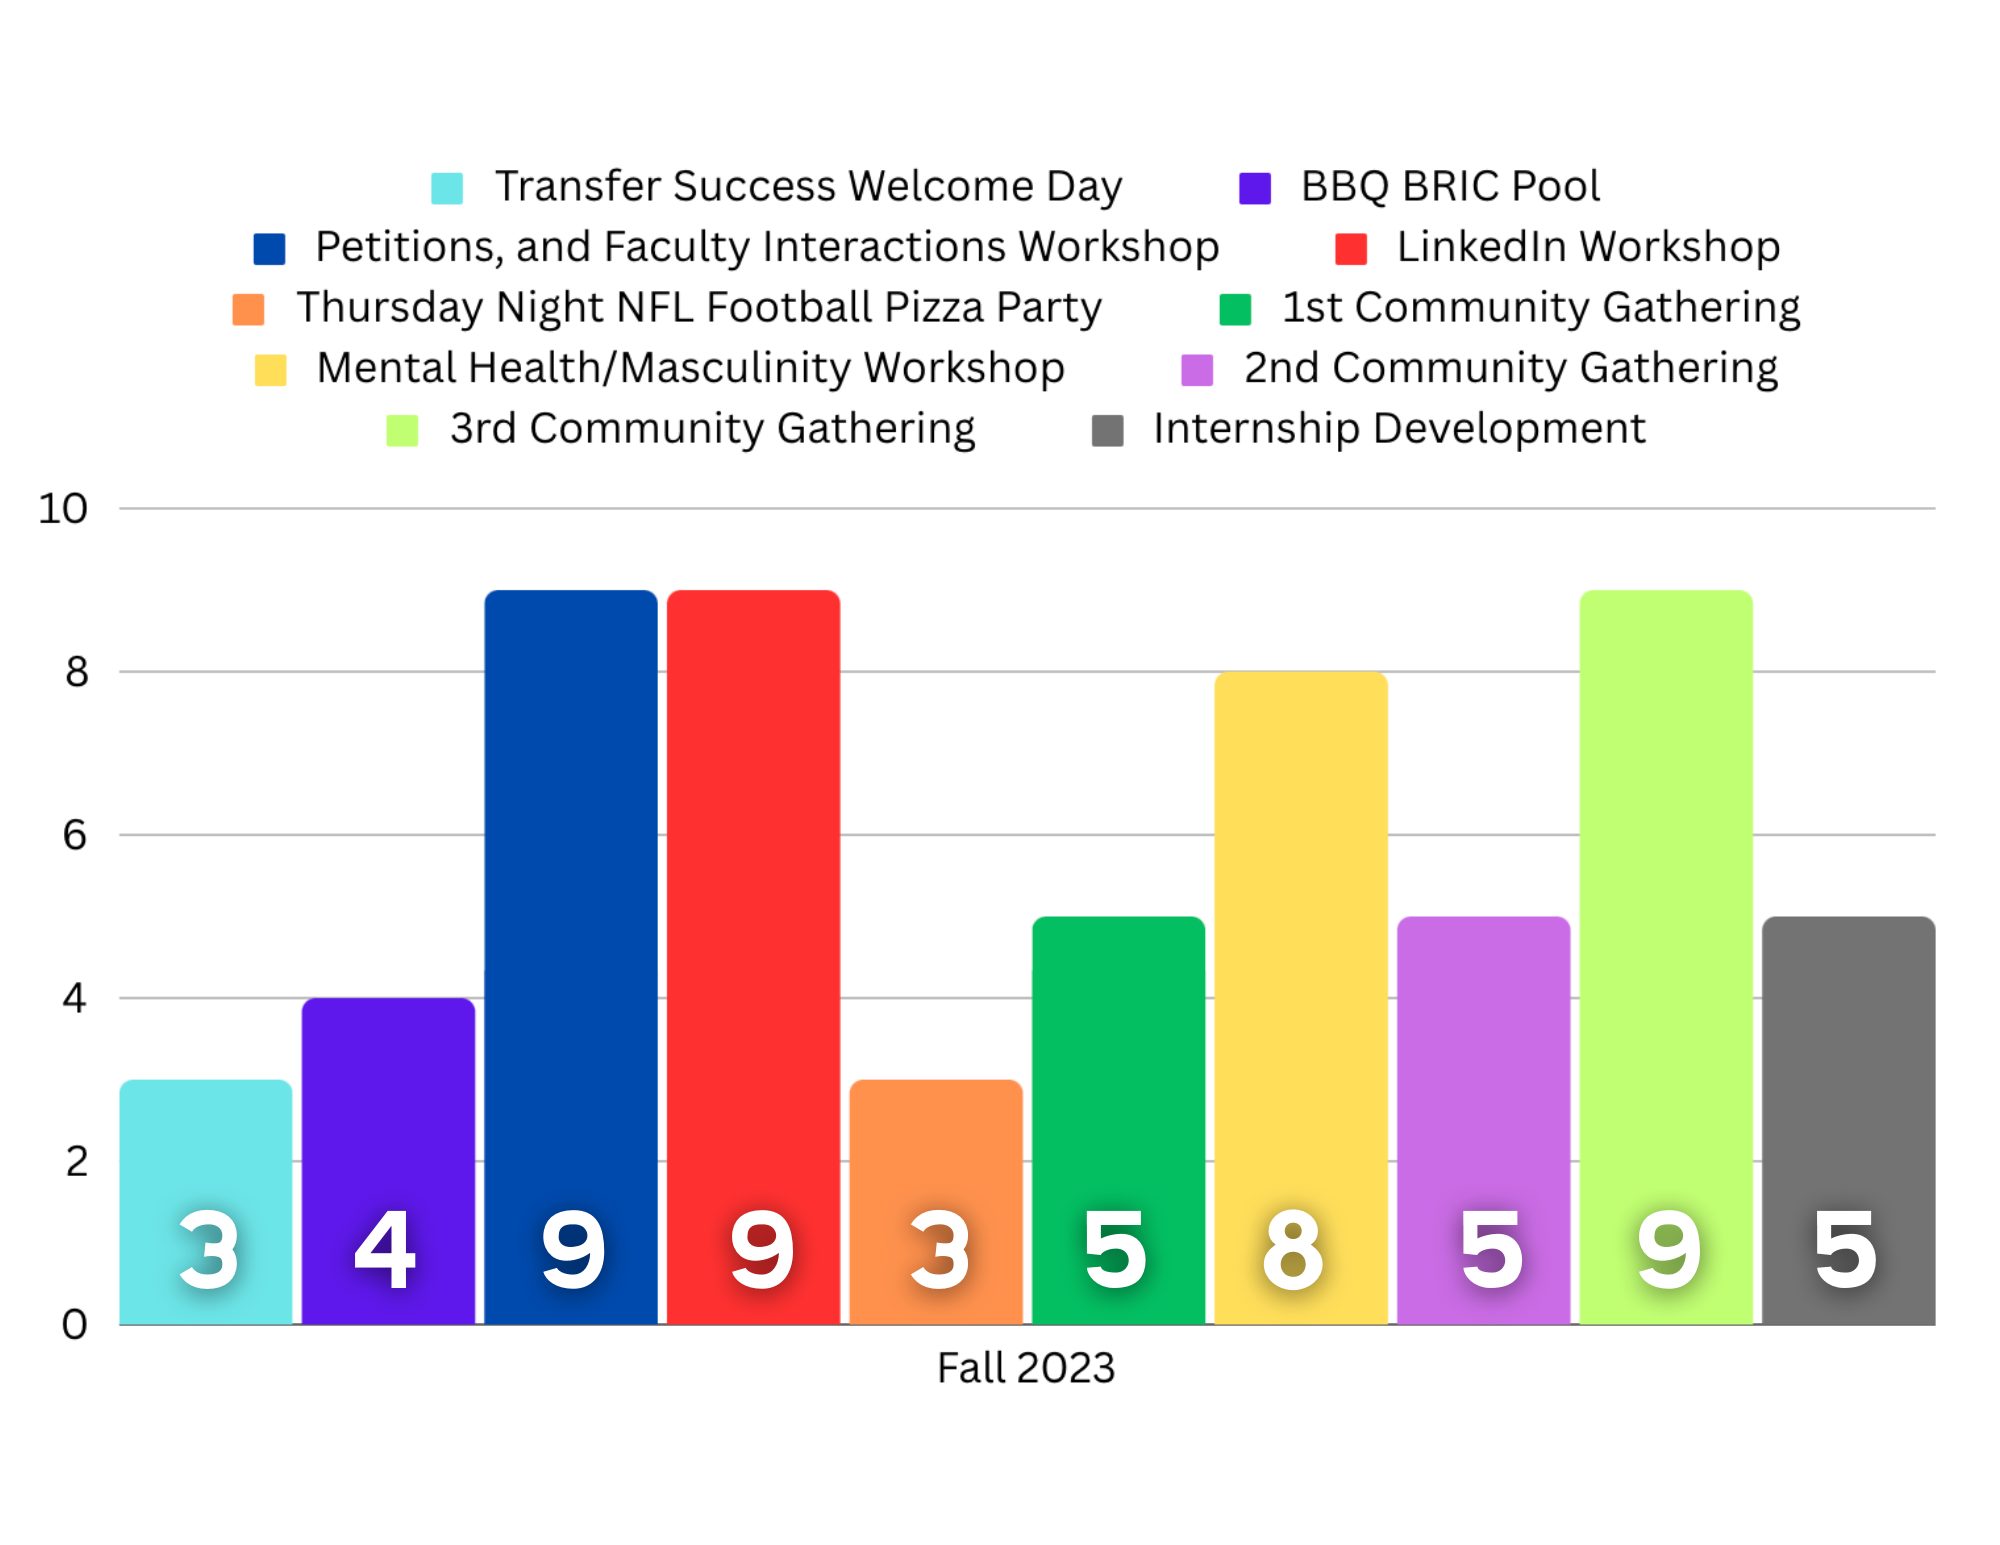 Transfer Success Welcome Day BBQ BRIC Pool
Petitions, and Faculty Interactions Workshop LinkedIn Workshop
Thursday Night NFL Football Pizza Party 1st Community Gathering
Mental Health/Masculinity Workshop 2nd Community Gathering
3rd Community Gathering Internship Development
10
8
6
4
2
0
3 4 9 9 3 5 8 5 9 5
Fall 2023